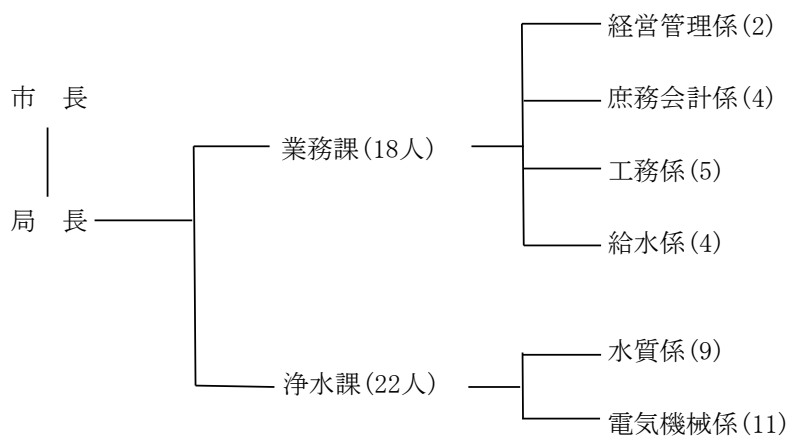 市　長
局　長
業務課(18人)
経営管理係(2)
庶務会計係(4)
工務係(5)
給水係(4)
浄水課(22人)
水質係(9)
電気機械係(11)